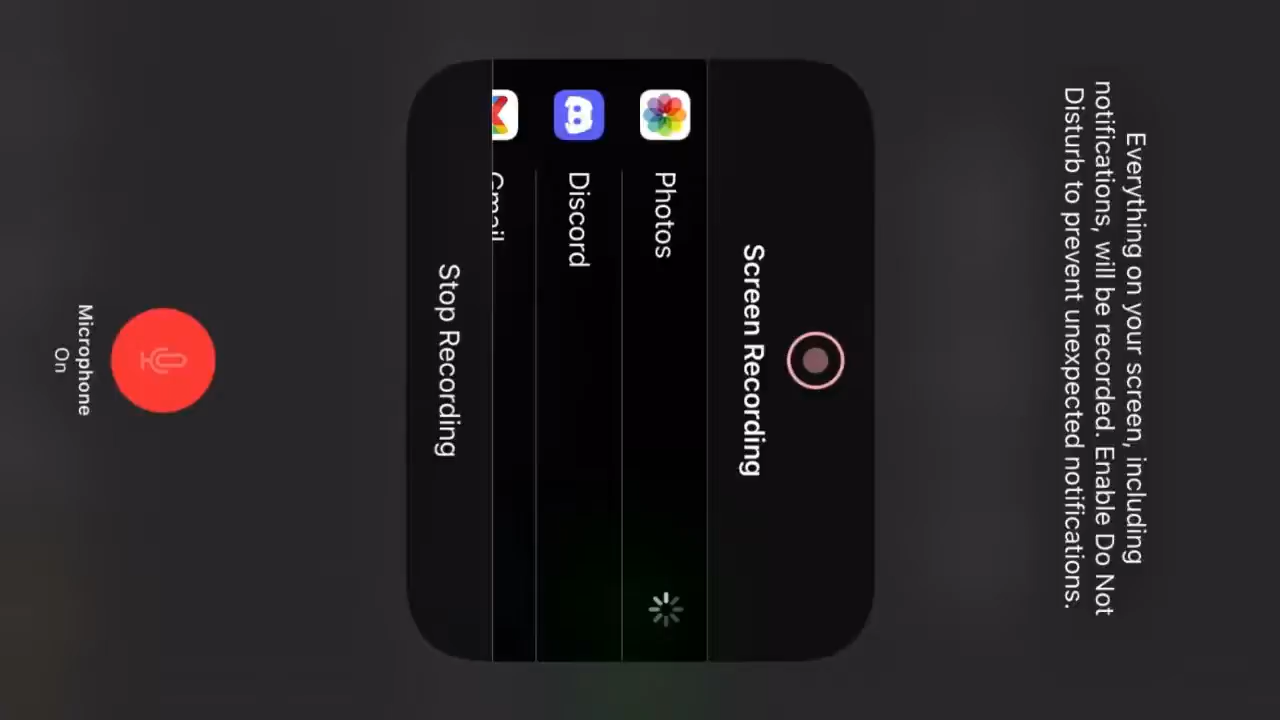 Everything on your screen, including
notifications, will be recorded. Enable Do Not
Disturb to prevent unexpected notifications.
Screen Recording
Photos
Discord
Gmail
Stop Recording
Microphone
On